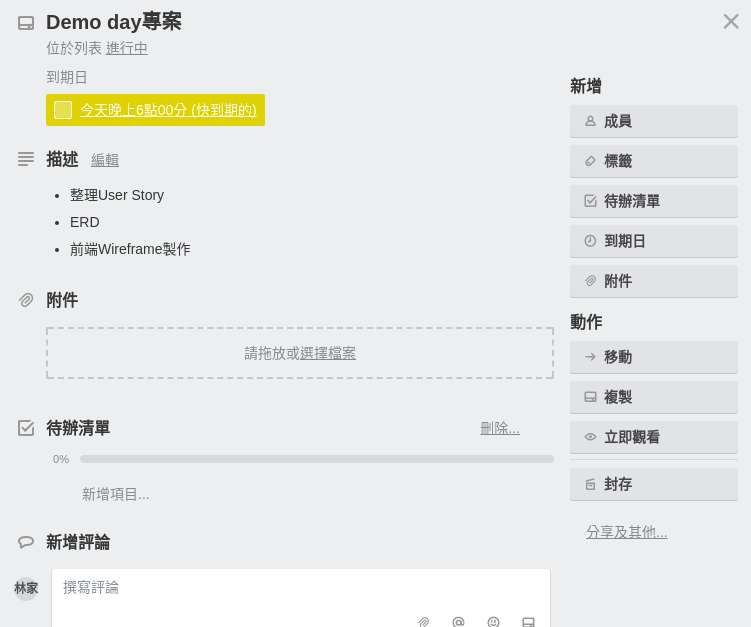 Demo day專案
位於列表 進行中
到期日
今天晚上6點00分 (快到期的)
描述 編輯
整理User Story
ERD
前端Wireframe製作
附件
請拖放或選擇檔案
待辦清單 刪除...
0%
新增項目...
新增評論
林家
撰寫評論
新增
成員
標籤
待辦清單
到期日
附件
動作
移動
複製
立即觀看
封存
分享及其他...